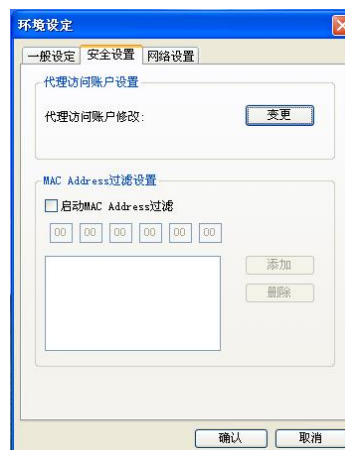 环境设定
一般设定 安全设置 网络设置
代理访问账户设置
代理访问账户修改: 变更
MAC Address过滤设置
启动MAC Address过滤
00 00 00 00 00 00
添加
删除
确认 取消